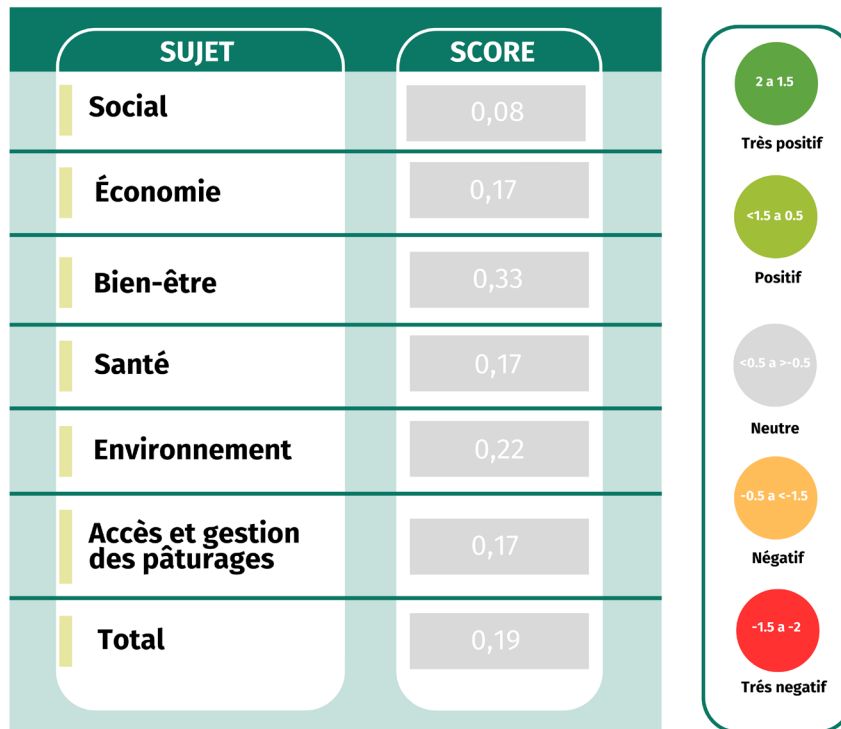 SUJET SCORE
Social 0,08
Économie 0,17
Bien-être 0,33
Santé 0,17
Environnement 0,22
Accès et gestion
des pâturages 0,17
Total 0,19
2 a 1.5
Très positif
<1.5 a 0.5
Positif
<0.5 a >-0.5
Neutre
-0.5 a <-1.5
Négatif
-1.5 a -2
Trés negatif